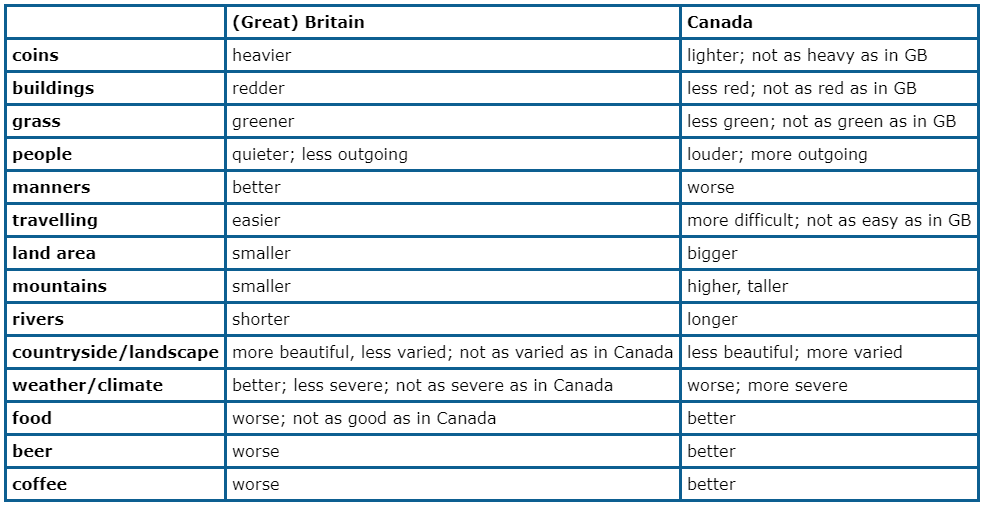 (Great) Britain Canada
coins heavier lighter; not as heavy as in GB
buildings redder less red; not as red as in GB
grass greener less green; not as green as in GB
people quieter; less outgoing louder; more outgoing
manners better worse
travelling easier more difficult; not as easy as in GB
land area smaller bigger
mountains smaller higher, taller
rivers shorter longer
countryside/landscape more beautiful, less varied; not as varied as in Canada less beautiful; more varied
weather/climate better; less severe; not as severe as in Canada worse; more severe
food worse; not as good as in Canada better
beer worse better
coffee worse better